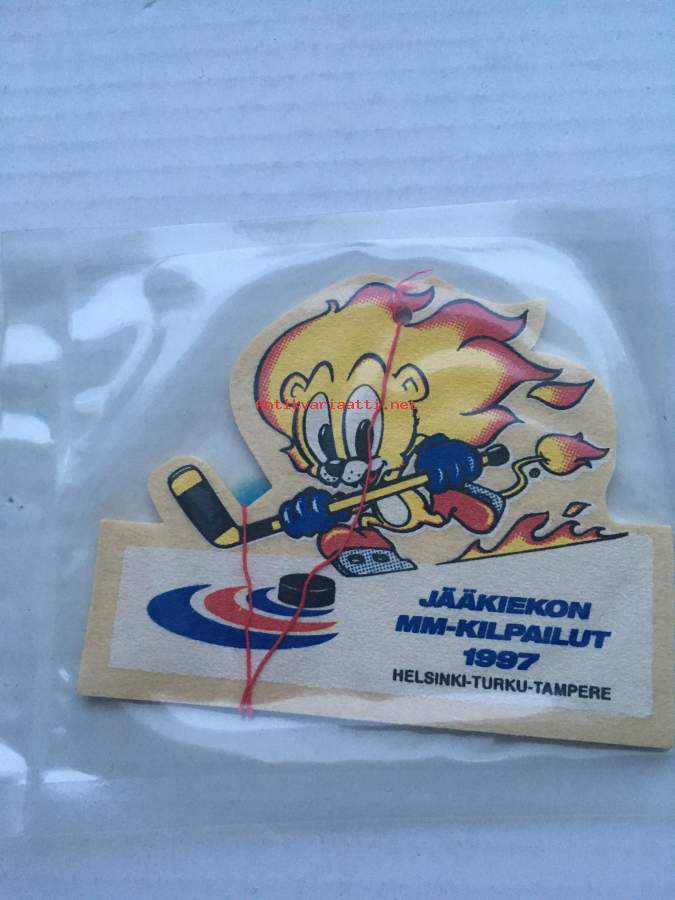 Antikvariaatti.net
JÄÄKIEKON
MM-KILPAILUT
1997
HELSINKI-TURKU-TAMPERE